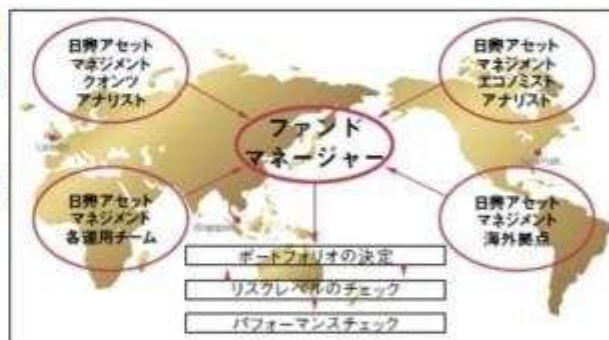 日興アセット
マネジメント
クオンツ
アナリスト
日興アセット
マネジメント
エコノミスト
アナリスト
ファンド
マネージャー
日興アセット
マネジメント
各運用チーム
日興アセット
マネジメント
海外拠点
ポートフォリオの決定
リスクレベルのチェック
パフォーマンスチェック